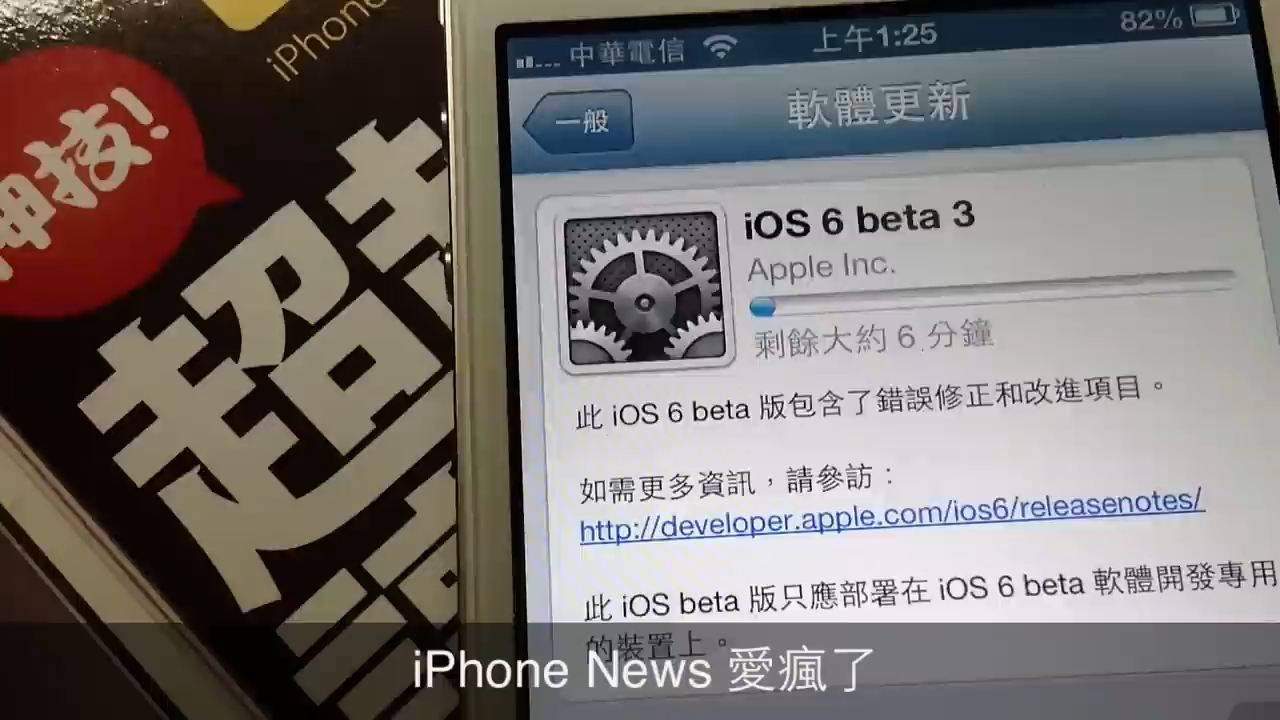 iPhone
神技!
超
中華電信
上午1:25
82%
一般
軟體更新
iOS 6 beta 3
Apple Inc.
剩餘大約 6 分鐘
此 iOS 6 beta 版包含了錯誤修正和改進項目。
如需更多資訊，請參訪：
http://developer.apple.com/ios6/releasenotes/
此 iOS beta 版只應部署在 iOS 6 beta 軟體開發專用
的裝置上。
iPhone News 愛瘋了